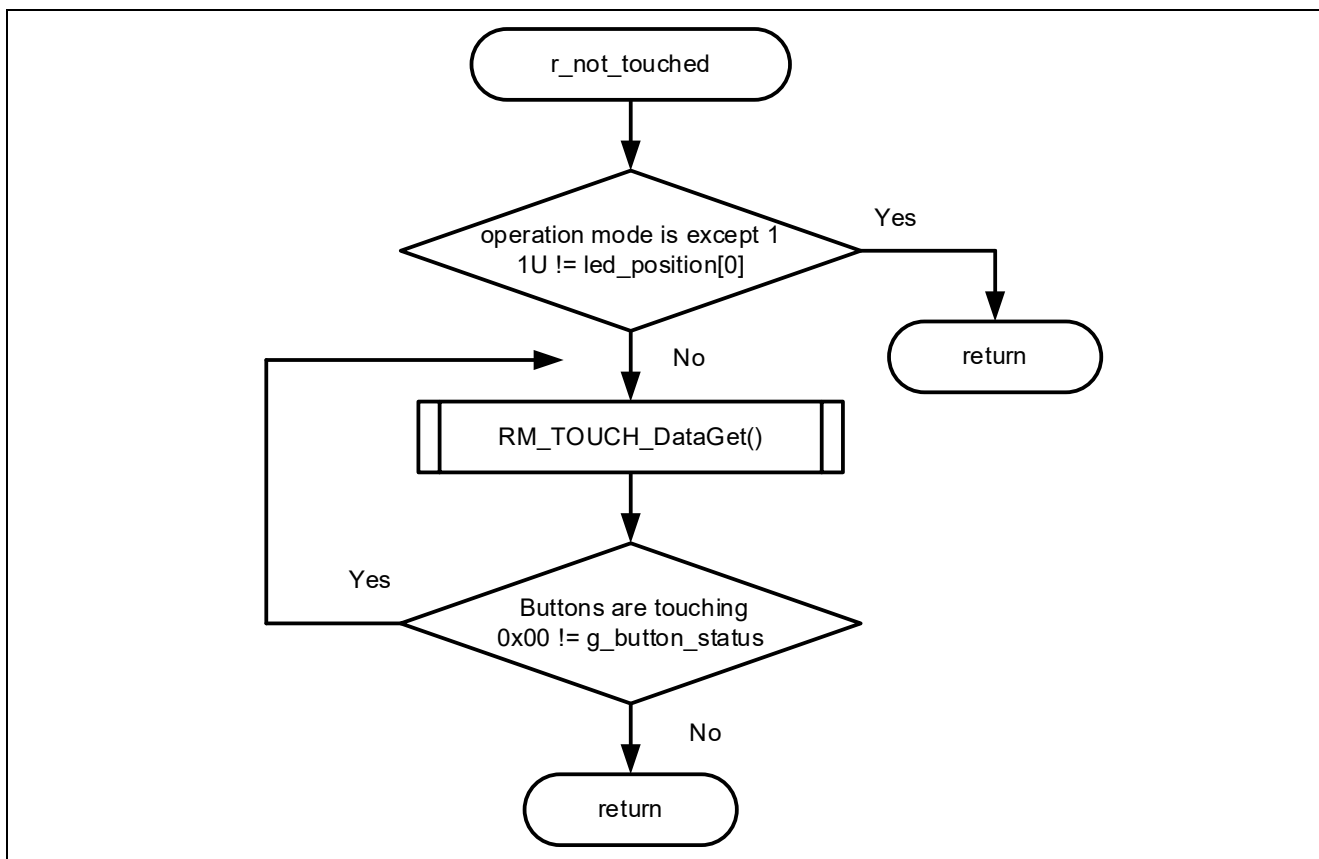 r_not_touched
operation mode is except 1
1U != led_position[0]
Yes
return
No
RM_TOUCH_DataGet()
Yes
Buttons are touching
0x00 != g_button_status
No
return